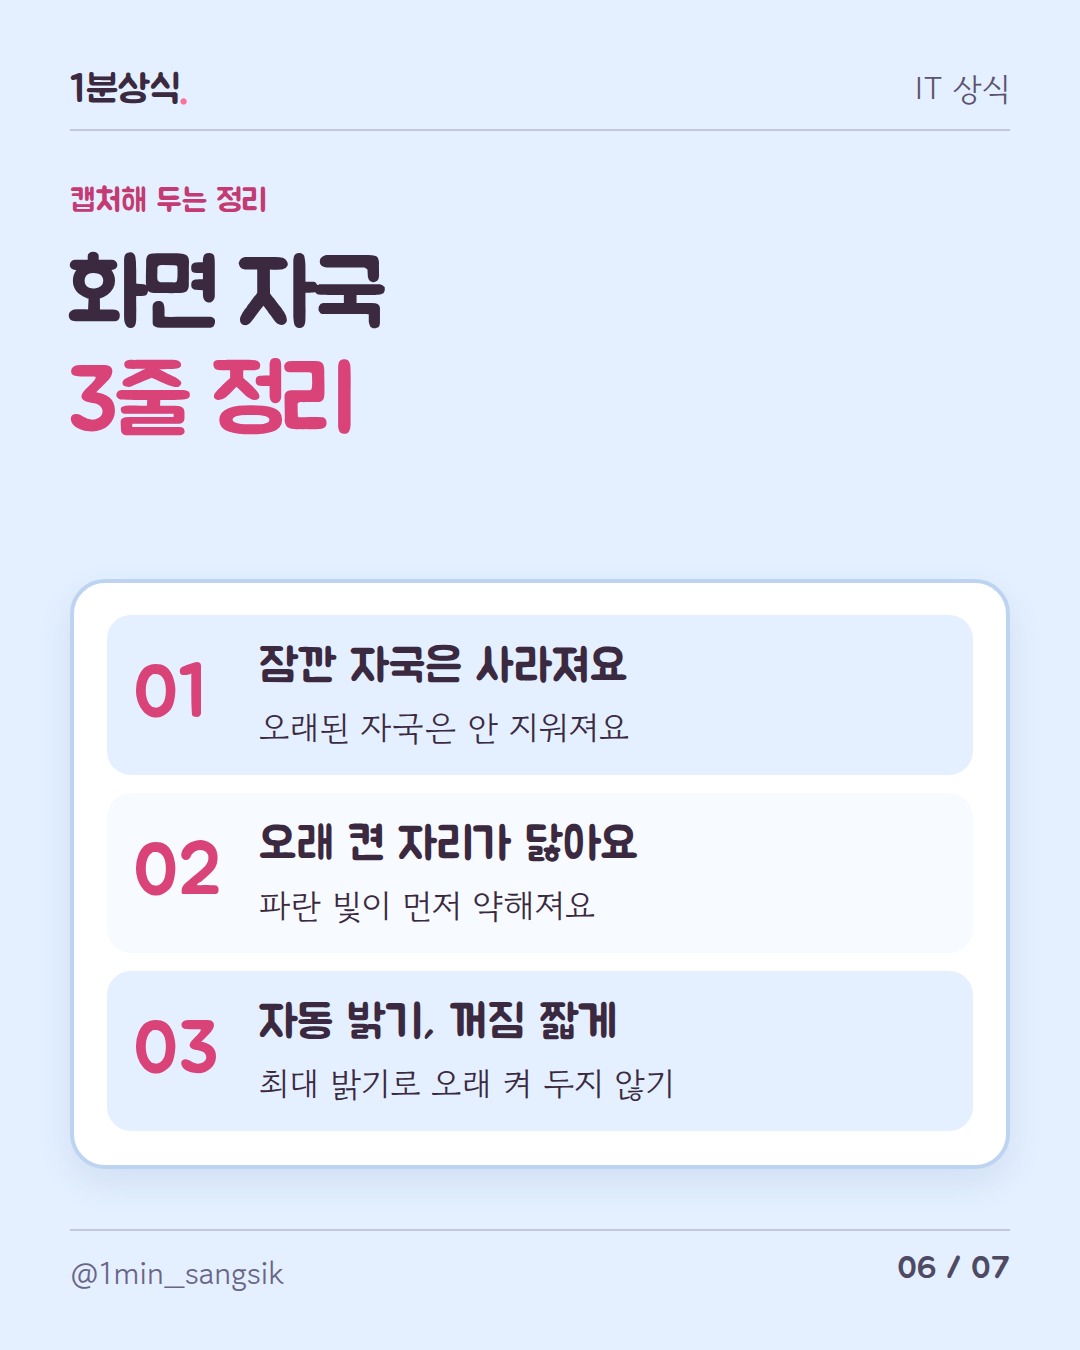 1분상식.
IT 상식
캡처해 두는 정리
화면 자국
3줄 정리
01
잠깐 자국은 사라져요
오래된 자국은 안 지워져요
02
오래 켠 자리가 닳아요
파란 빛이 먼저 약해져요
03
자동 밝기, 꺼짐 짧게
최대 밝기로 오래 켜 두지 않기
@1min_sangsik
06 / 07